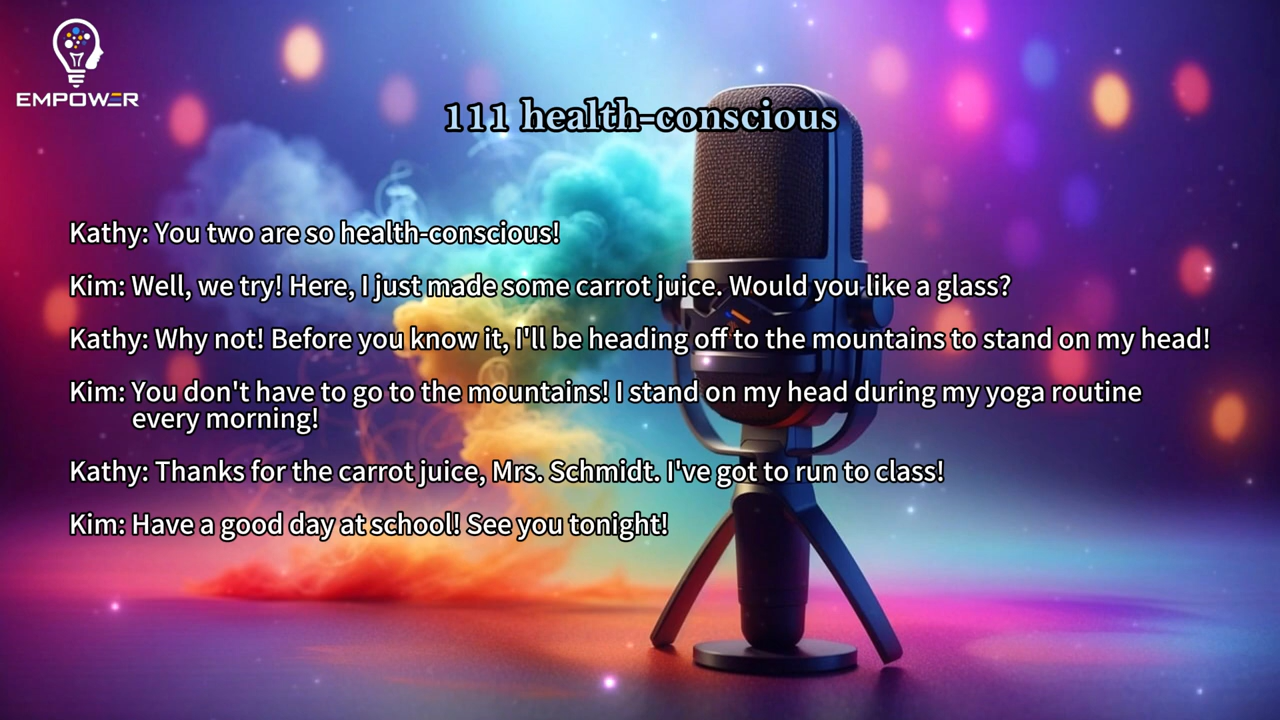 EMPOWER
111 health-conscious
Kathy: You two are so health-conscious!
Kim: Well, we try! Here, I just made some carrot juice. Would you like a glass?
Kathy: Why not! Before you know it, I'll be heading off to the mountains to stand on my head!
Kim: You don't have to go to the mountains! I stand on my head during my yoga routine
every morning!
Kathy: Thanks for the carrot juice, Mrs. Schmidt. I've got to run to class!
Kim: Have a good day at school! See you tonight!